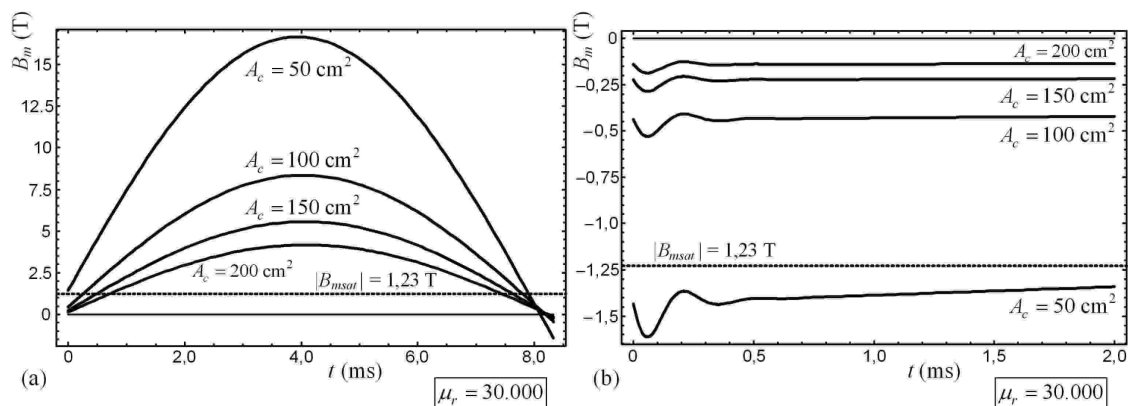 B_m (T)
15
12.5
10
7.5
5
2.5
0
A_c = 50 cm²
A_c = 100 cm²
A_c = 150 cm²
A_c = 200 cm²
|B_msat| = 1,23 T
0 2,0 4,0 6,0 8,0
(a)
t (ms)
μ_r = 30.000
B_m (T)
0
−0,25
−0,5
−0,75
−1,0
−1,25
−1,5
A_c = 200 cm²
A_c = 150 cm²
A_c = 100 cm²
|B_msat| = 1,23 T
A_c = 50 cm²
0 0,5 1,0 1,5 2,0
(b)
t (ms)
μ_r = 30.000